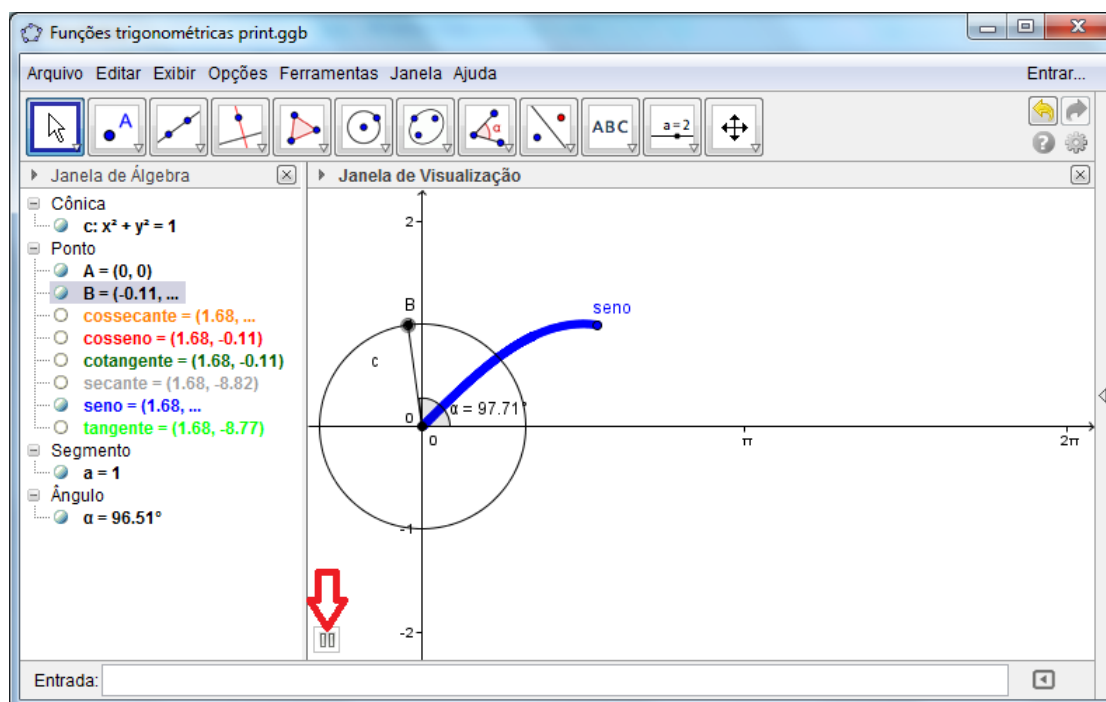 Funções trigonométricas print.ggb
Arquivo Editar Exibir Opções Ferramentas Janela Ajuda Entrar...
A α ABC a=2
Janela de Álgebra
Cônica
c: x² + y² = 1
Ponto
A = (0, 0)
B = (-0.11, ...
cossecante = (1.68, ...
cosseno = (1.68, -0.11)
cotangente = (1.68, -0.11)
secante = (1.68, -8.82)
seno = (1.68, ...
tangente = (1.68, -8.77)
Segmento
a = 1
Ângulo
α = 96.51°
Janela de Visualização
2
B
seno
c
α = 97.71°
0
0
π
2π
-1
-2
Entrada: